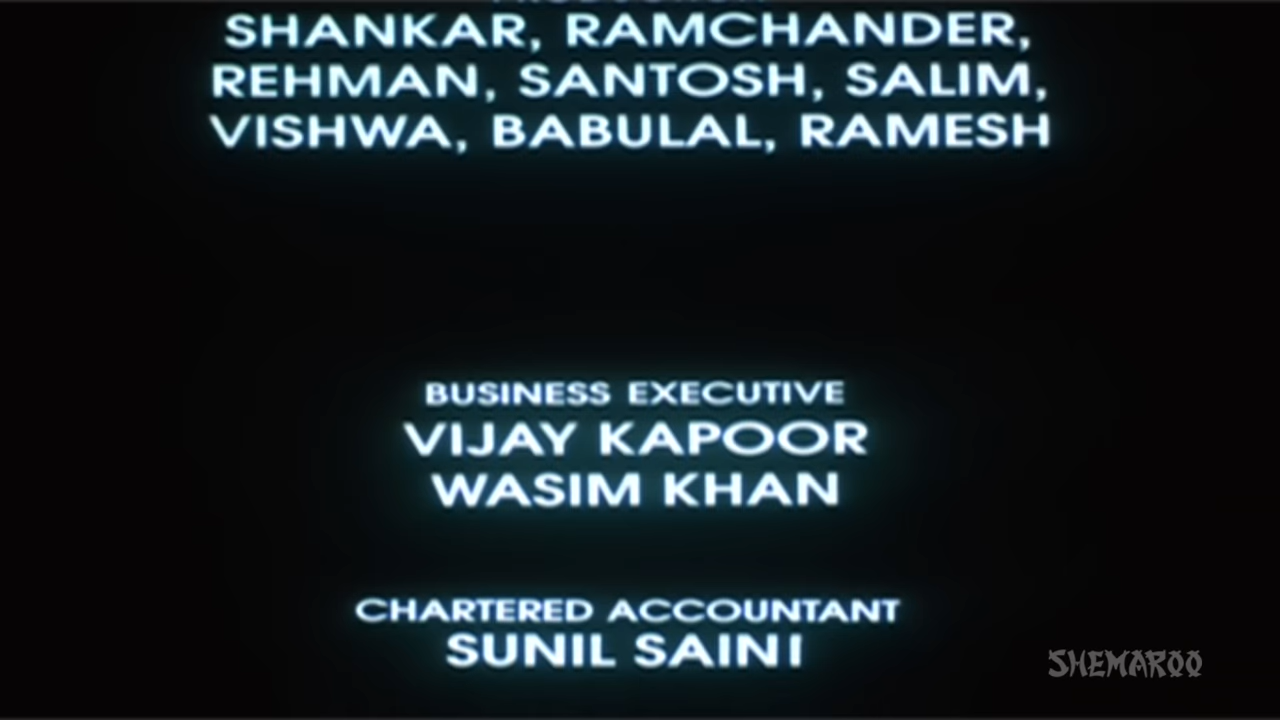 PRODUCTION
SHANKAR, RAMCHANDER,
REHMAN, SANTOSH, SALIM,
VISHWA, BABULAL, RAMESH
BUSINESS EXECUTIVE
VIJAY KAPOOR
WASIM KHAN
CHARTERED ACCOUNTANT
SUNIL SAINI
SHEMAROO